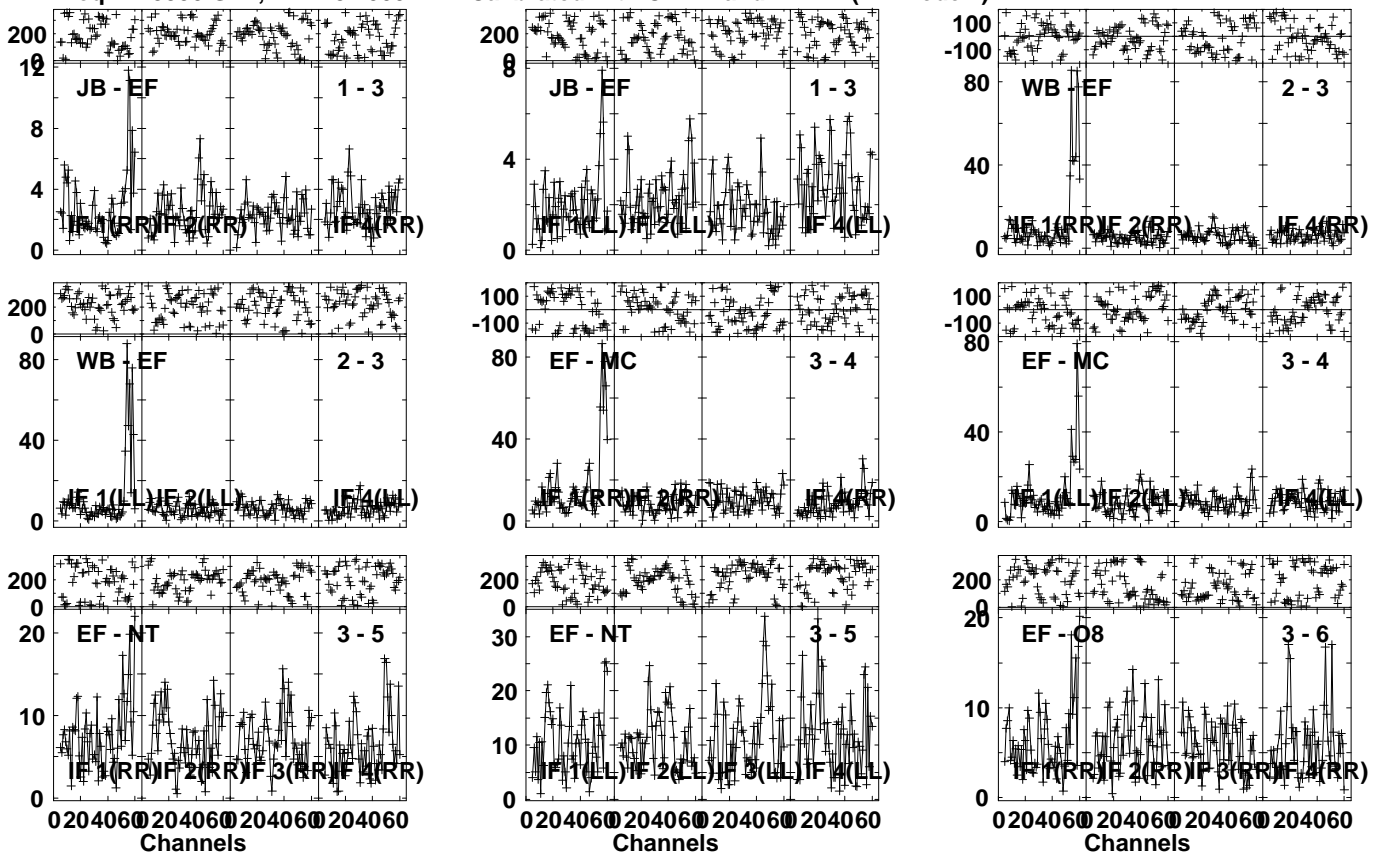 200
0
100
-100
12
8
4
0
JB - EF 1 - 3
IF 1(RR) IF 2(RR) IF 4(RR)
8
4
0
JB - EF 1 - 3
IF 1(LL) IF 2(LL) IF 4(LL)
80
40
0
WB - EF 2 - 3
IF 1(RR) IF 2(RR) IF 4(RR)
200
0
100
-100
100
-100
80
40
0
WB - EF 2 - 3
IF 1(LL) IF 2(LL) IF 4(LL)
80
40
0
EF - MC 3 - 4
IF 1(RR) IF 2(RR) IF 4(RR)
80
40
0
EF - MC 3 - 4
IF 1(LL) IF 2(LL) IF 4(LL)
200
0
200
0
20
10
0
EF - NT 3 - 5
IF 1(RR) IF 2(RR) IF 3(RR) IF 4(RR)
30
20
10
0
EF - NT 3 - 5
IF 1(LL) IF 2(LL) IF 3(LL) IF 4(LL)
20
10
0
EF - O8 3 - 6
IF 1(RR) IF 2(RR) IF 3(RR) IF 4(RR)
0 20 40 60 0 20 40 60 0 20 40 60 0 20 40 60
Channels
0 20 40 60 0 20 40 60 0 20 40 60 0 20 40 60
Channels
0 20 40 60 0 20 40 60 0 20 40 60 0 20 40 60
Channels